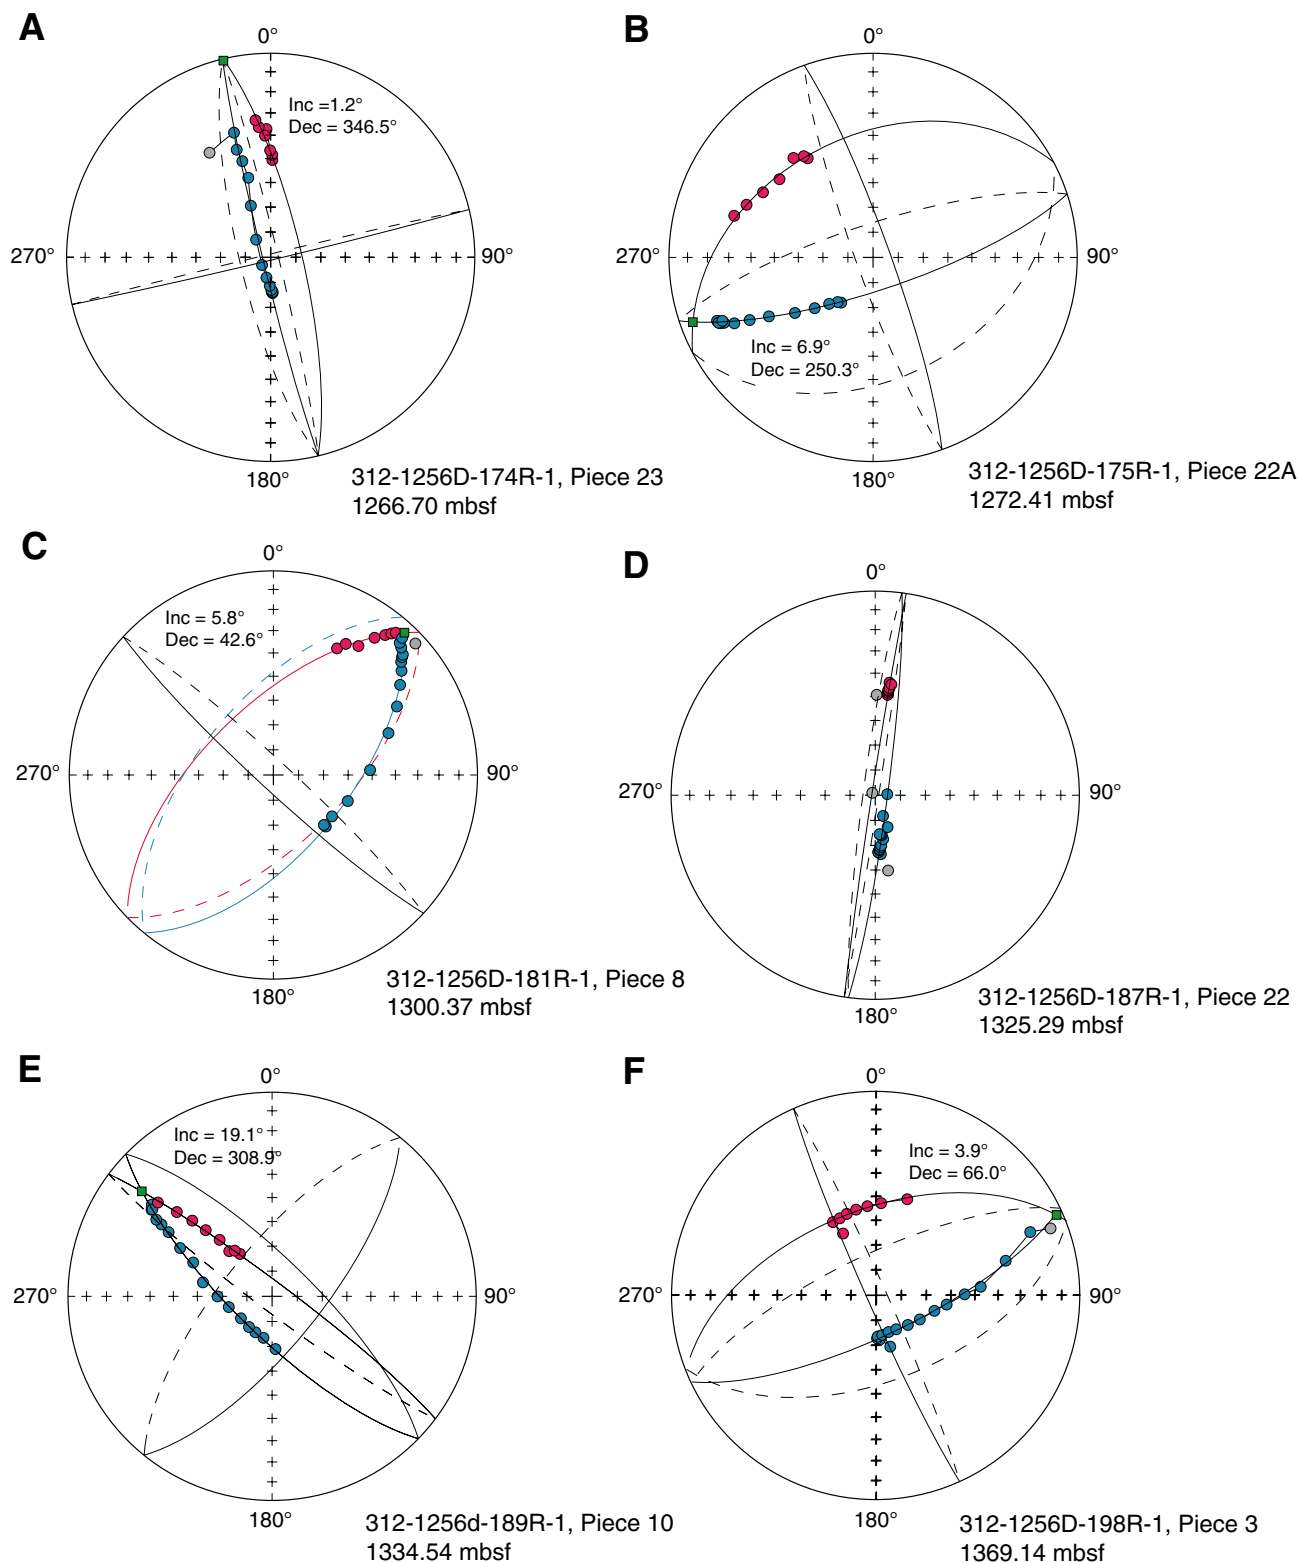 A
0°
Inc =1.2°
Dec = 346.5°
270°
90°
180°
312-1256D-174R-1, Piece 23
1266.70 mbsf
B
0°
270°
90°
Inc = 6.9°
Dec = 250.3°
180°
312-1256D-175R-1, Piece 22A
1272.41 mbsf
C
0°
Inc = 5.8°
Dec = 42.6°
270°
90°
180°
312-1256D-181R-1, Piece 8
1300.37 mbsf
D
0°
270°
90°
180°
312-1256D-187R-1, Piece 22
1325.29 mbsf
E
0°
Inc = 19.1°
Dec = 308.9°
270°
90°
180°
312-1256d-189R-1, Piece 10
1334.54 mbsf
F
0°
Inc = 3.9°
Dec = 66.0°
270°
90°
180°
312-1256D-198R-1, Piece 3
1369.14 mbsf